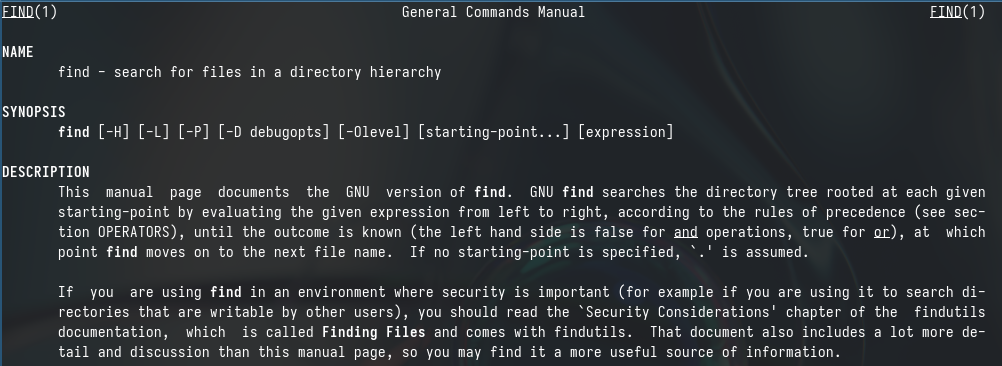 FIND(1) General Commands Manual FIND(1)
NAME
find - search for files in a directory hierarchy
SYNOPSIS
find [-H] [-L] [-P] [-D debugopts] [-Olevel] [starting-point...] [expression]
DESCRIPTION
This manual page documents the GNU version of find. GNU find searches the directory tree rooted at each given
starting-point by evaluating the given expression from left to right, according to the rules of precedence (see sec-
tion OPERATORS), until the outcome is known (the left hand side is false for and operations, true for or), at which
point find moves on to the next file name. If no starting-point is specified, `.' is assumed.
If you are using find in an environment where security is important (for example if you are using it to search di-
rectories that are writable by other users), you should read the `Security Considerations' chapter of the findutils
documentation, which is called Finding Files and comes with findutils. That document also includes a lot more de-
tail and discussion than this manual page, so you may find it a more useful source of information.